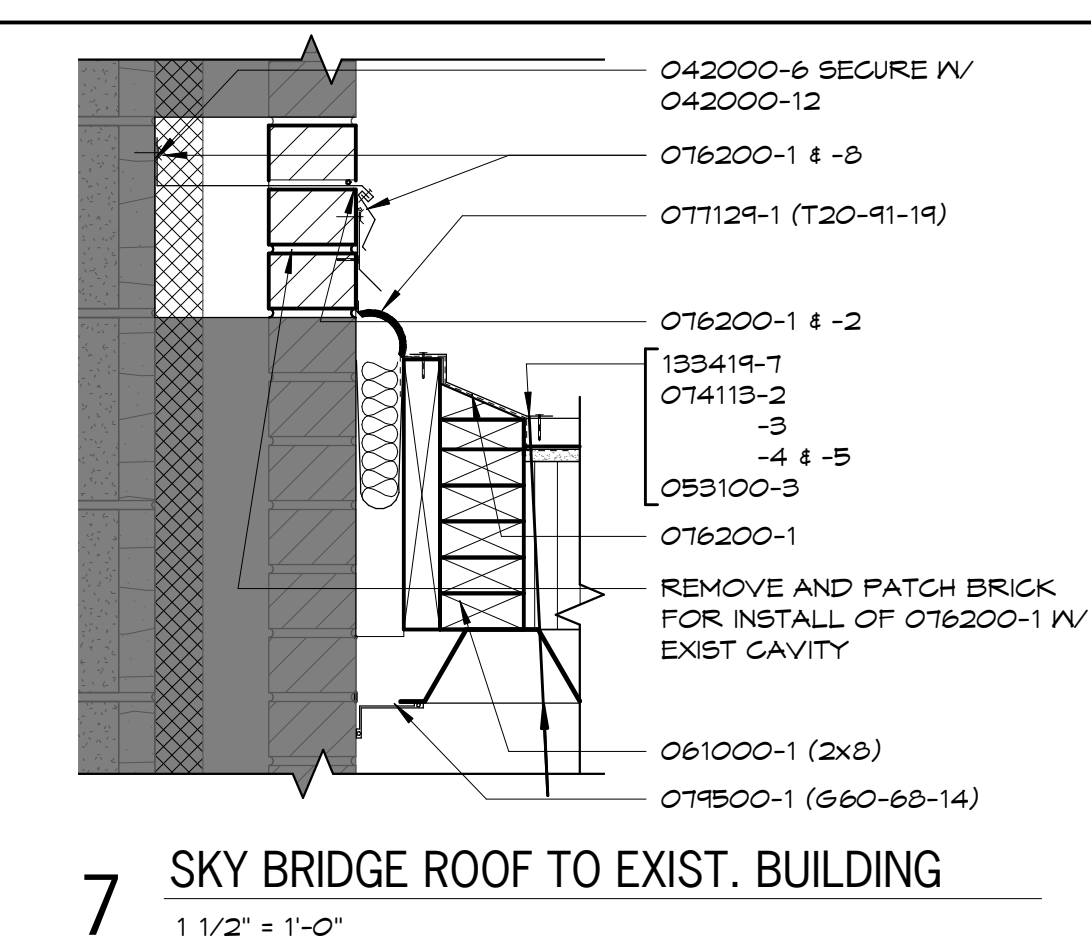 042000-6 SECURE W/
042000-12
076200-1 & -8
077129-1 (T20-91-19)
076200-1 & -2
133419-7
074113-2
-3
-4 & -5
053100-3
076200-1
REMOVE AND PATCH BRICK
FOR INSTALL OF 076200-1 W/
EXIST CAVITY
061000-1 (2x8)
079500-1 (G60-68-14)
7
SKY BRIDGE ROOF TO EXIST. BUILDING
1 1/2" = 1'-0"